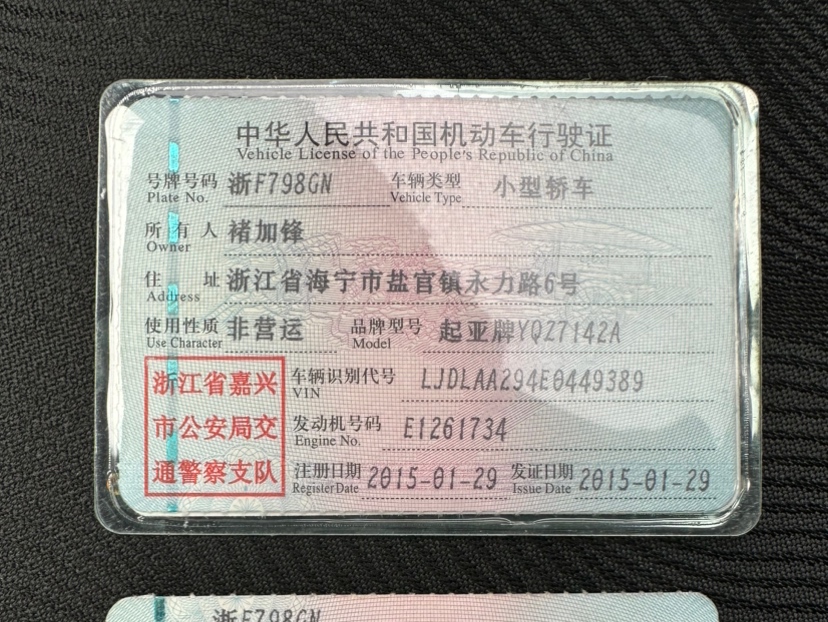 中华人民共和国机动车行驶证
Vehicle License of the People's Republic of China
号牌号码 浙F798GN 车辆类型 小型轿车
Plate No. Vehicle Type
所有人 褚加锋
Owner
住址 浙江省海宁市盐官镇永力路6号
Address
使用性质 非营运 品牌型号 起亚牌YQZ7142A
Use Character Model
浙江省嘉兴
市公安局交
通警察支队
车辆识别代号 LJDLAA294E0449389
VIN
发动机号码 E1261734
Engine No.
注册日期 2015-01-29 发证日期 2015-01-29
Register Date Issue Date
浙F798GN